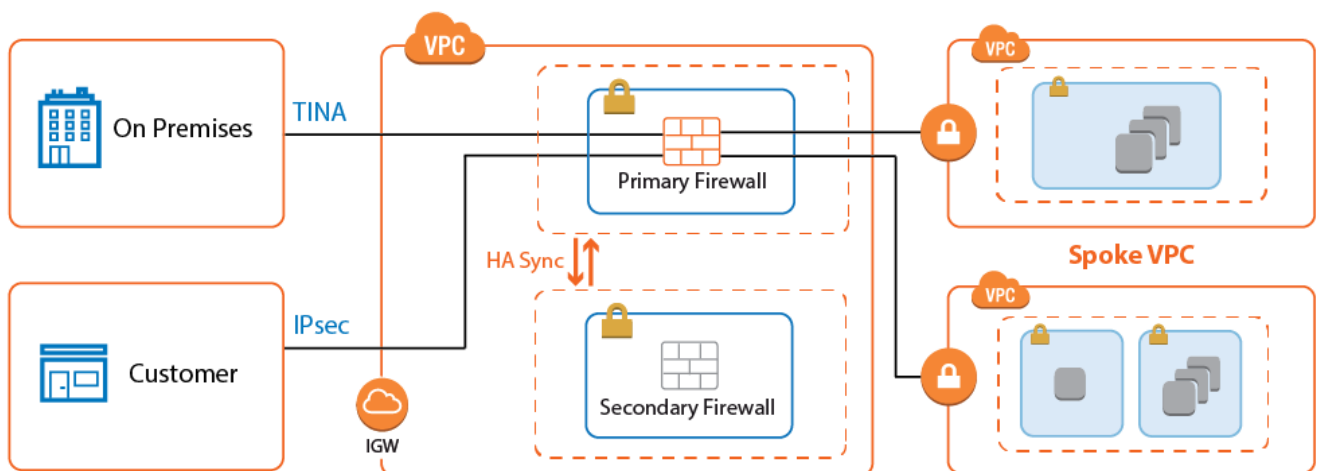 VPC
VPC
TINA
On Premises
Primary Firewall
HA Sync
Spoke VPC
VPC
IPsec
Customer
Secondary Firewall
IGW